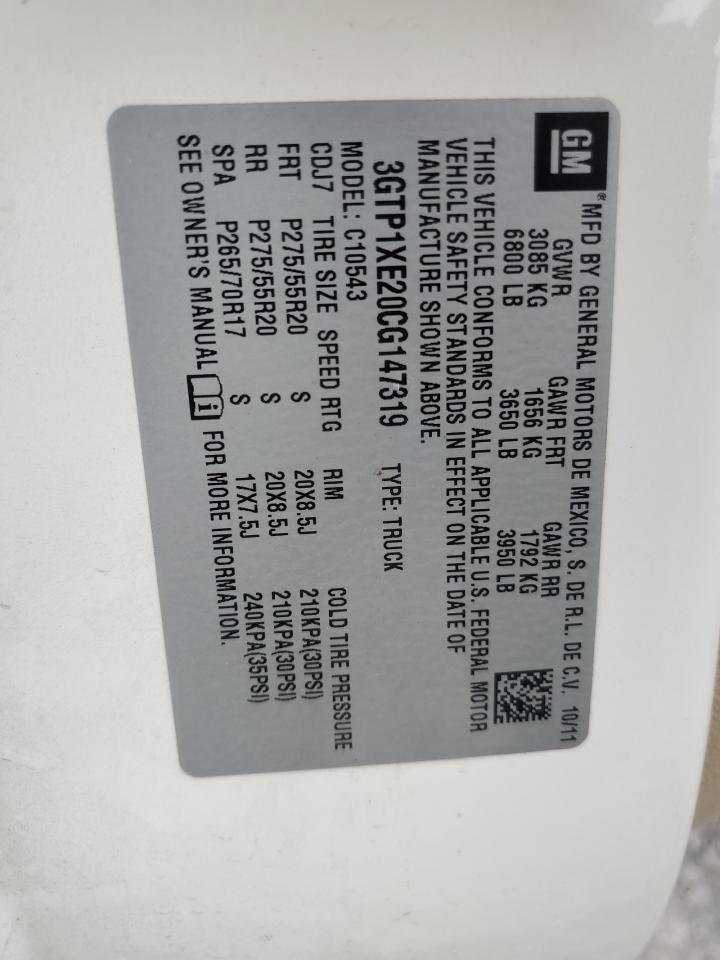 GM® MFD BY GENERAL MOTORS DE MEXICO, S. DE R.L. DE C.V. 10/11
GVWR GAWR FRT GAWR RR
3085 KG 1656 KG 1792 KG
6800 LB 3650 LB 3950 LB
THIS VEHICLE CONFORMS TO ALL APPLICABLE U.S. FEDERAL MOTOR
VEHICLE SAFETY STANDARDS IN EFFECT ON THE DATE OF
MANUFACTURE SHOWN ABOVE.
3GTP1XE20CG147319 TYPE: TRUCK
MODEL: C10543
CDJ7 TIRE SIZE SPEED RTG RIM COLD TIRE PRESSURE
FRT P275/55R20 S 20X8.5J 210KPA(30PSI)
RR P275/55R20 S 20X8.5J 210KPA(30PSI)
SPA P265/70R17 S 17X7.5J 240KPA(35PSI)
SEE OWNER'S MANUAL i FOR MORE INFORMATION.